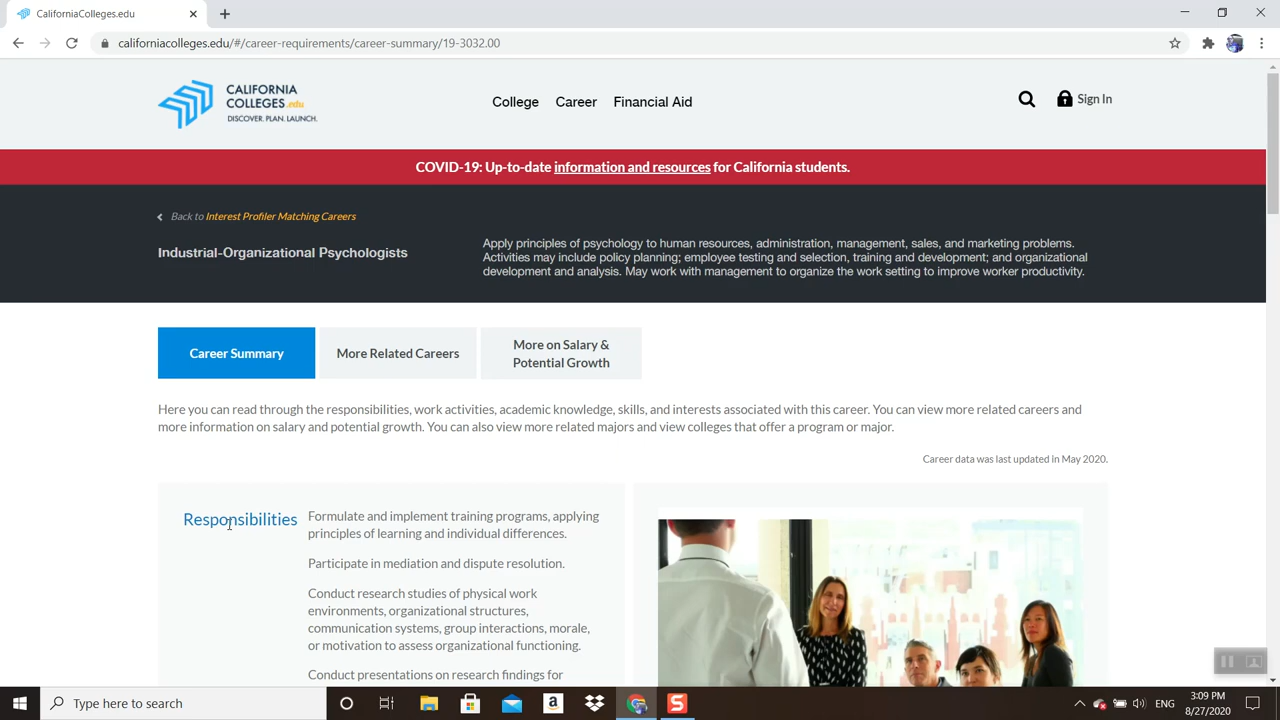 CaliforniaColleges.edu
californiacolleges.edu/#/career-requirements/career-summary/19-3032.00
CALIFORNIA
COLLEGES.edu
DISCOVER. PLAN. LAUNCH.
College Career Financial Aid
Sign In
COVID-19: Up-to-date information and resources for California students.
Back to Interest Profiler Matching Careers
Industrial-Organizational Psychologists
Apply principles of psychology to human resources, administration, management, sales, and marketing problems.
Activities may include policy planning; employee testing and selection, training and development; and organizational
development and analysis. May work with management to organize the work setting to improve worker productivity.
Career Summary
More Related Careers
More on Salary &
Potential Growth
Here you can read through the responsibilities, work activities, academic knowledge, skills, and interests associated with this career. You can view more related careers and
more information on salary and potential growth. You can also view more related majors and view colleges that offer a program or major.
Career data was last updated in May 2020.
Responsibilities
Formulate and implement training programs, applying
principles of learning and individual differences.
Participate in mediation and dispute resolution.
Conduct research studies of physical work
environments, organizational structures,
communication systems, group interactions, morale,
or motivation to assess organizational functioning.
Conduct presentations on research findings for
Type here to search
a
S
ENG
3:09 PM
8/27/2020